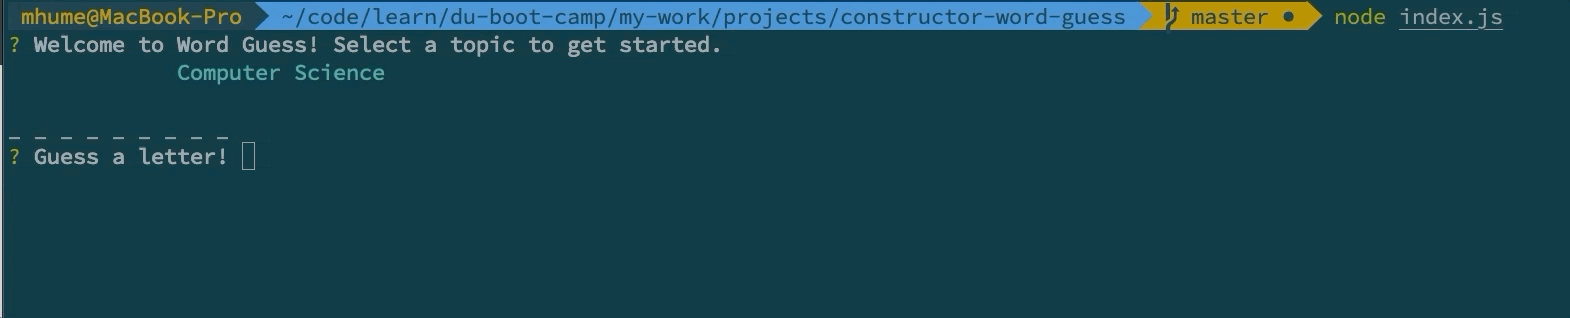 mhume@MacBook-Pro ~/code/learn/du-boot-camp/my-work/projects/constructor-word-guess master ● node index.js
? Welcome to Word Guess! Select a topic to get started.
Computer Science
_ _ _ _ _ _ _ _ _
? Guess a letter!